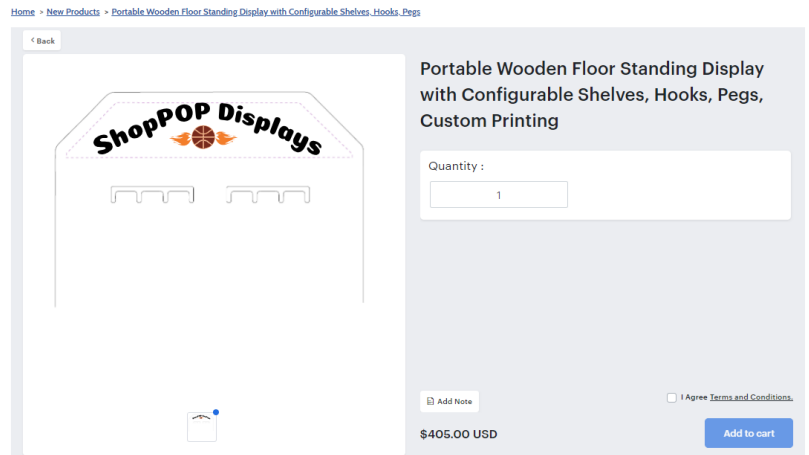 Home > New Products > Portable Wooden Floor Standing Display with Configurable Shelves, Hooks, Pegs
< Back
ShopPOP Displays
Portable Wooden Floor Standing Display
with Configurable Shelves, Hooks, Pegs,
Custom Printing
Quantity :
1
Add Note
I Agree Terms and Conditions.
$405.00 USD
Add to cart